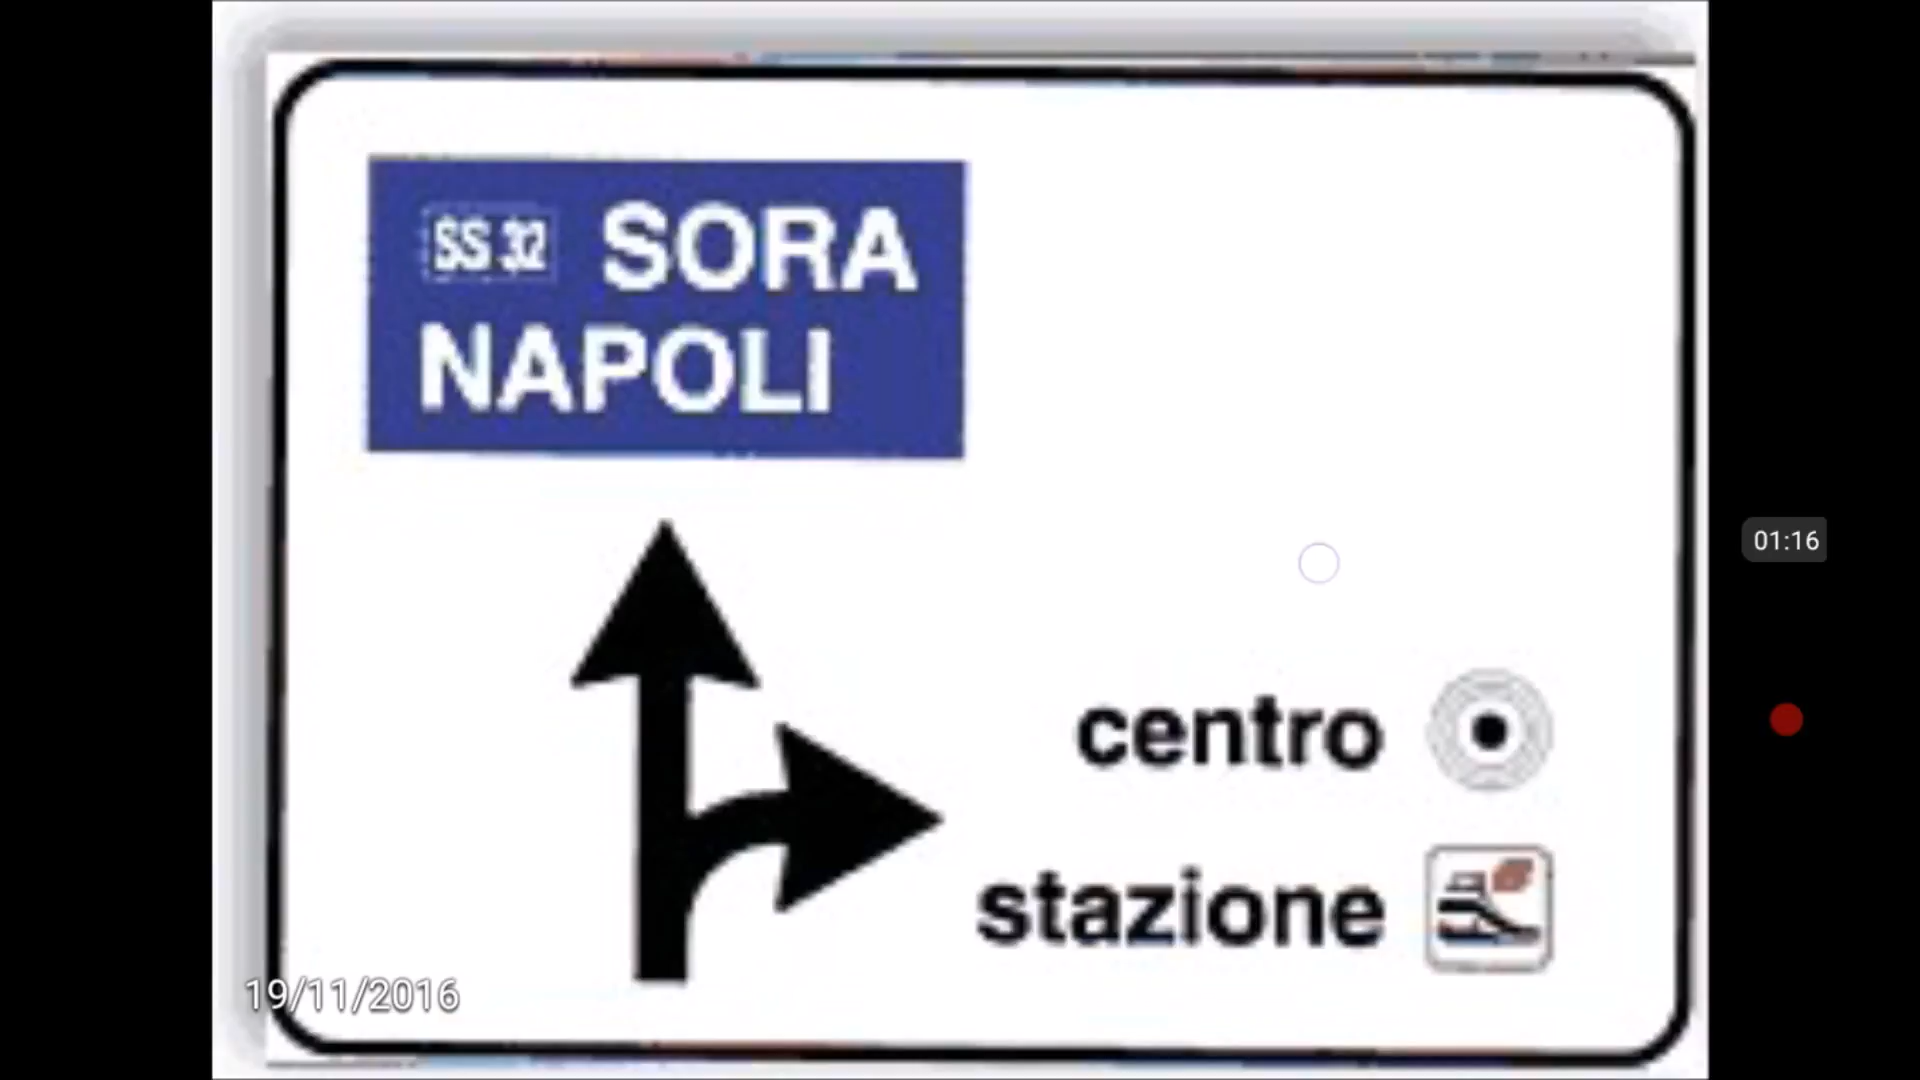 SS 32 SORA
NAPOLI
centro
stazione
01:16
19/11/2016